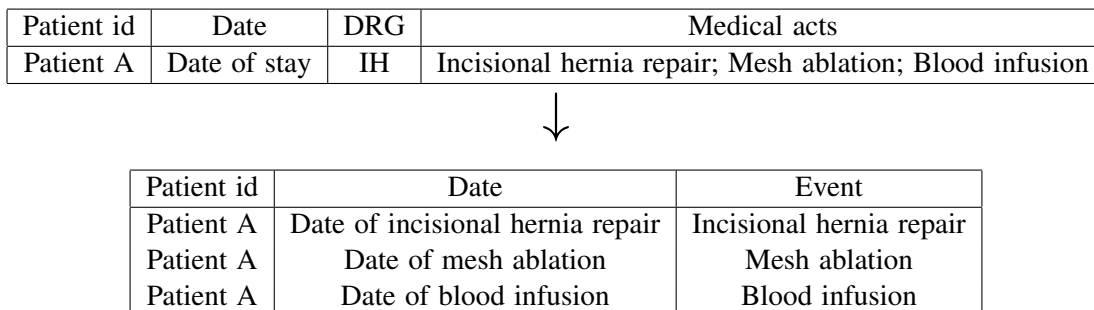 Patient id Date DRG Medical acts
Patient A Date of stay IH Incisional hernia repair; Mesh ablation; Blood infusion
Patient id Date Event
Patient A Date of incisional hernia repair Incisional hernia repair
Patient A Date of mesh ablation Mesh ablation
Patient A Date of blood infusion Blood infusion